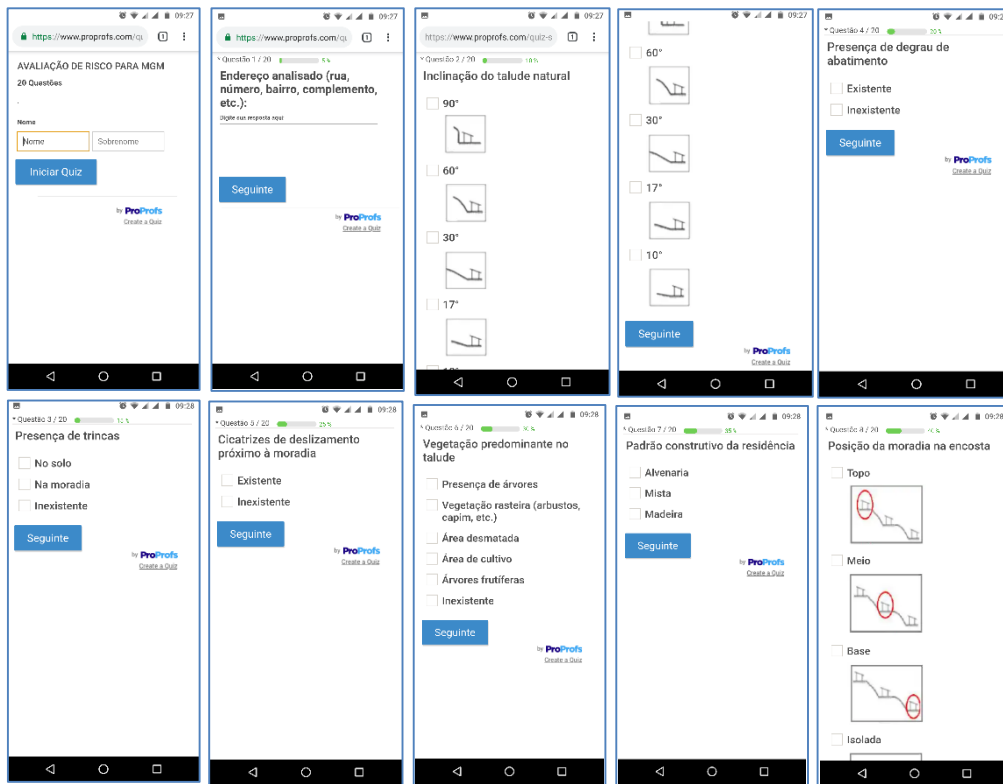 09:27
https://www.proprofs.com/qu
1
AVALIAÇÃO DE RISCO PARA MGM
20 Questões
Nome
Nome
Sobrenome
Iniciar Quiz
by ProProfs
Create a Quiz
09:27
https://www.proprofs.com/qu
1
* Questão 1 / 20
5%
Endereço analisado (rua,
número, bairro, complemento,
etc.):
Digite sua resposta aqui
Seguinte
by ProProfs
Create a Quiz
09:27
https://www.proprofs.com/quiz-s
1
* Questão 2 / 20
10%
Inclinação do talude natural
90°
60°
30°
17°
09:27
60°
30°
17°
10°
Seguinte
by ProProfs
Create a Quiz
* Questão 4 / 20
20%
Presença de degrau de
abatimento
Existente
Inexistente
Seguinte
by ProProfs
Create a Quiz
09:28
* Questão 3 / 20
15%
Presença de trincas
No solo
Na moradia
Inexistente
Seguinte
by ProProfs
Create a Quiz
09:28
* Questão 5 / 20
25%
Cicatrizes de deslizamento
próximo à moradia
Existente
Inexistente
Seguinte
by ProProfs
Create a Quiz
09:28
* Questão 6 / 20
30%
Vegetação predominante no
talude
Presença de árvores
Vegetação rasteira (arbustos,
capim, etc.)
Área desmatada
Área de cultivo
Árvores frutíferas
Inexistente
Seguinte
by ProProfs
Create a Quiz
09:28
* Questão 7 / 20
35%
Padrão construtivo da residência
Alvenaria
Mista
Madeira
Seguinte
by ProProfs
Create a Quiz
09:28
* Questão 8 / 20
40%
Posição da moradia na encosta
Topo
Meio
Base
Isolada